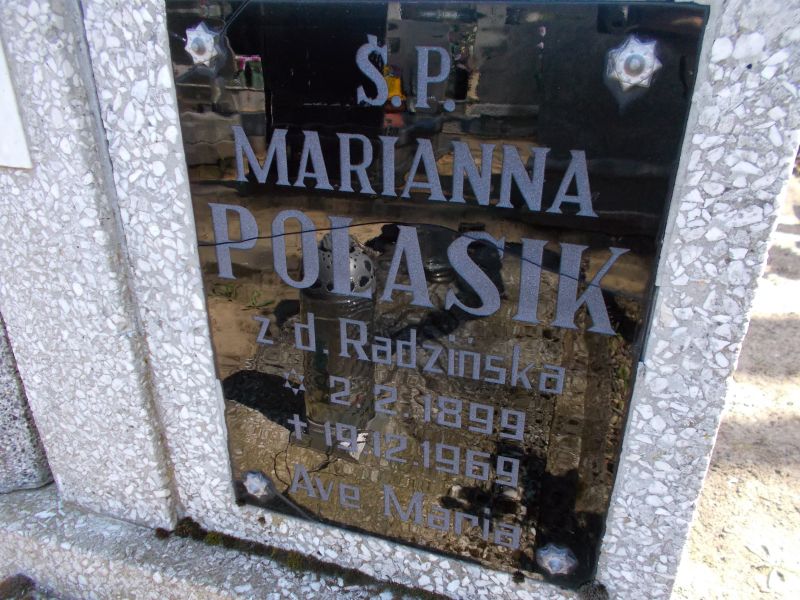 Ś.P.
MARIANNA
POLASIK
z d. Radzińska
✡ 2.2.1899
✝ 19.12.1969
Ave Maria